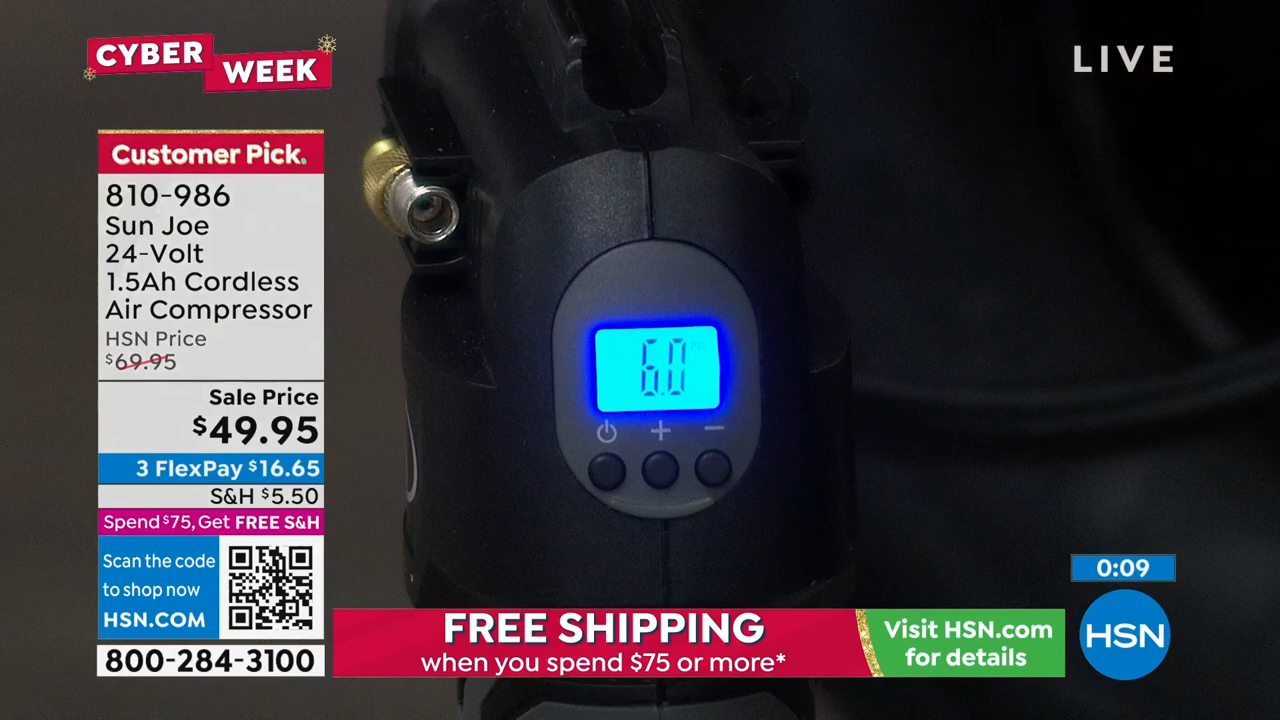 CYBER
WEEK
LIVE
Customer Pick.
810-986
Sun Joe
24-Volt
1.5Ah Cordless
Air Compressor
HSN Price
$69.95
Sale Price
$49.95
3 FlexPay $16.65
S&H $5.50
Spend $75, Get FREE S&H
Scan the code
to shop now
HSN.COM
800-284-3100
6.0 PSI
FREE SHIPPING
when you spend $75 or more*
Visit HSN.com
for details
0:09
HSN